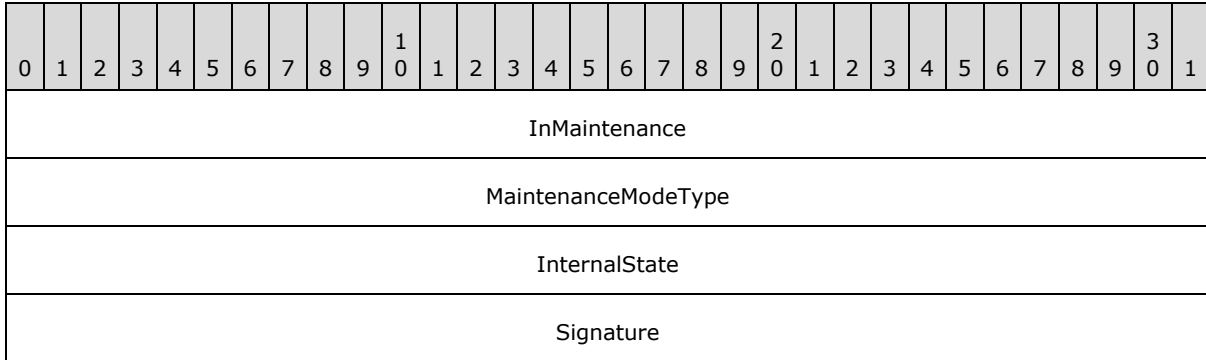 1 2 3
0 1 2 3 4 5 6 7 8 9 0 1 2 3 4 5 6 7 8 9 0 1 2 3 4 5 6 7 8 9 0 1
InMaintenance
MaintenanceModeType
InternalState
Signature